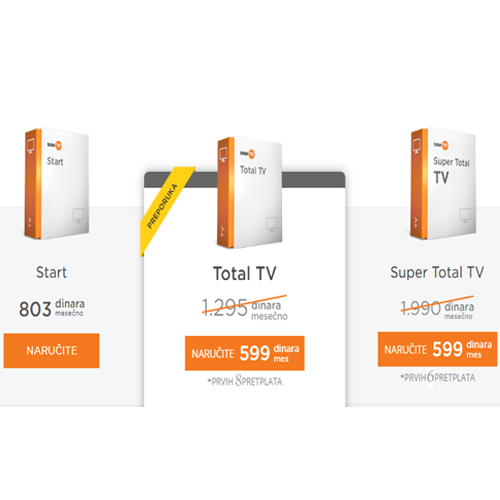 total TV
Start
Start
803 dinara
mesečno
NARUČITE
PREPORUKA
total TV
Total TV
Total TV
1.295 dinara
mesečno
NARUČITE 599 dinara
mes
*PRVIH 8 PRETPLATA
total TV
Super Total
TV
Super Total TV
1.990 dinara
mesečno
NARUČITE 599 dinara
mes
*PRVIH 6 PRETPLATA